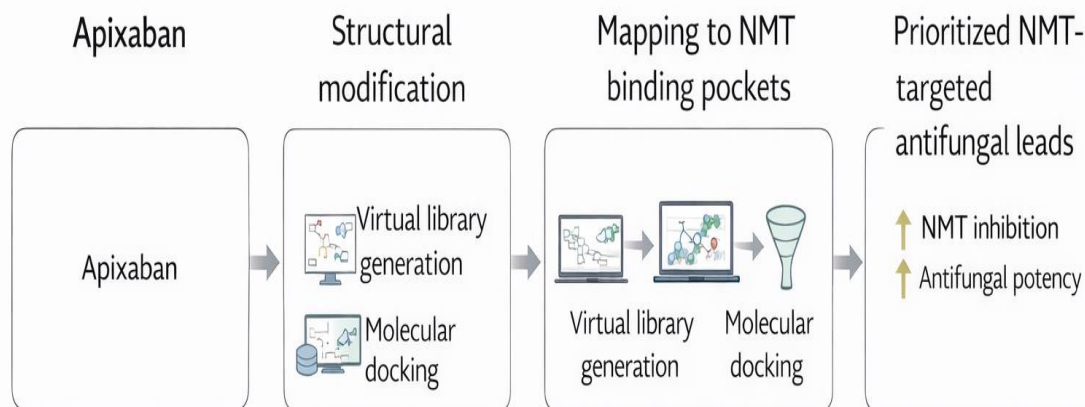 Apixaban
Structural
modification
Mapping to NMT
binding pockets
Prioritized NMT-
targeted
antifungal leads
Apixaban
Virtual library
generation
Molecular
docking
Virtual library
generation
Molecular
docking
NMT inhibition
Antifungal potency